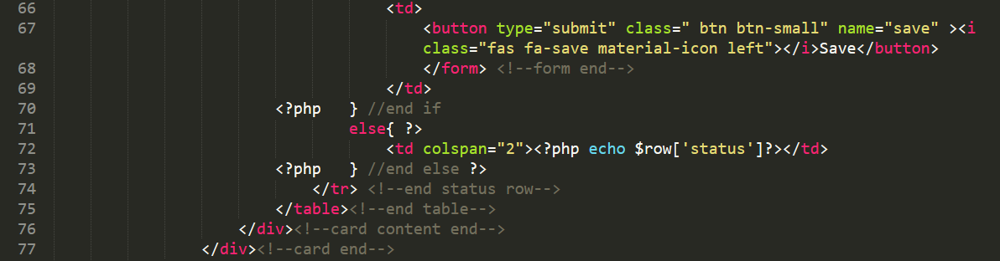 66 <td>
67 <button type="submit" class=" btn btn-small" name="save" ><i
class="fas fa-save material-icon left"></i>Save</button>
68 </form> <!--form end-->
69 </td>
70 <?php } //end if
71 else{ ?>
72 <td colspan="2"><?php echo $row['status']?></td>
73 <?php } //end else ?>
74 </tr> <!--end status row-->
75 </table><!--end table-->
76 </div><!--card content end-->
77 </div><!--card end-->